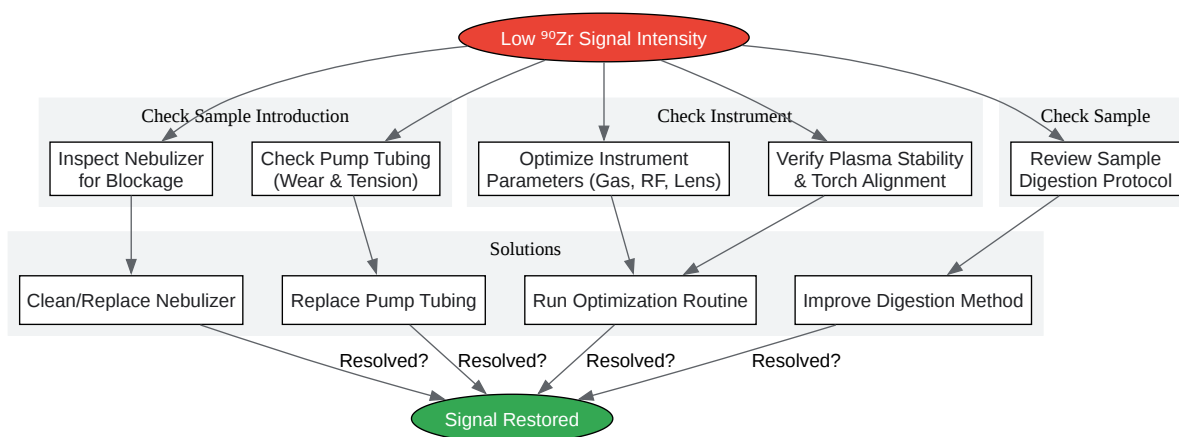 Low ⁹⁰Zr Signal Intensity
Check Sample Introduction
Check Instrument
Check Sample
Inspect Nebulizer
for Blockage
Check Pump Tubing
(Wear & Tension)
Optimize Instrument
Parameters (Gas, RF, Lens)
Verify Plasma Stability
& Torch Alignment
Review Sample
Digestion Protocol
Solutions
Clean/Replace Nebulizer
Replace Pump Tubing
Run Optimization Routine
Improve Digestion Method
Resolved?
Resolved?
Resolved?
Resolved?
Signal Restored